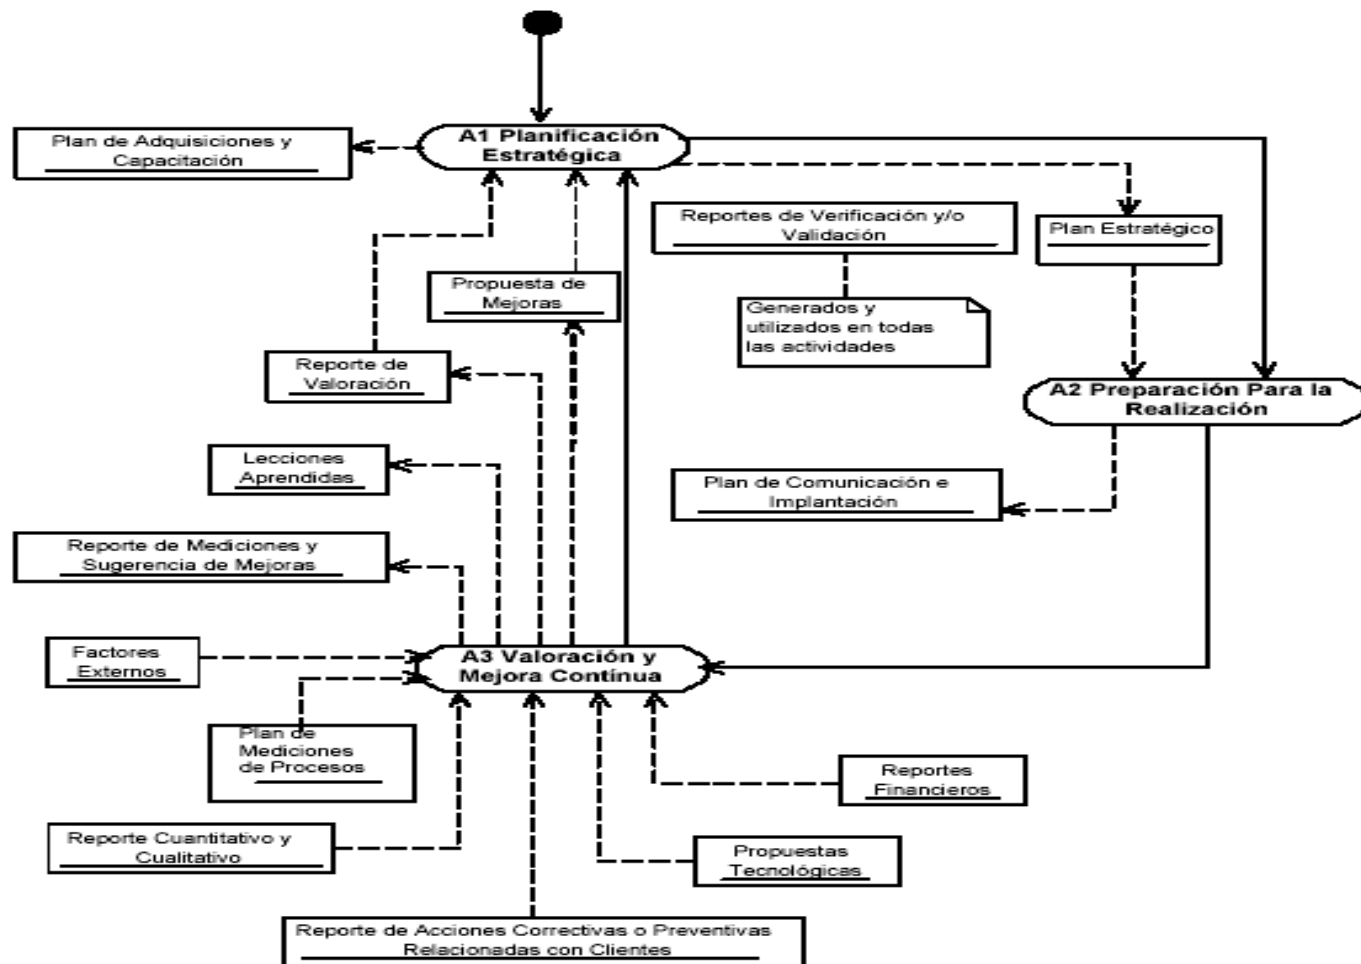 A1 Planificación
Estratégica
Plan de Adquisiciones y
Capacitación
Reportes de Verificación y/o
Validación
Plan Estratégico
Propuesta de
Mejoras
Generados y
utilizados en todas
las actividades
Reporte de
Valoración
A2 Preparación Para la
Realización
Lecciones
Aprendidas
Plan de Comunicación e
Implantación
Reporte de Mediciones y
Sugerencia de Mejoras
Factores
Externos
A3 Valoración y
Mejora Contínua
Plan de
Mediciones
de Procesos
Reportes
Financieros
Reporte Cuantitativo y
Cualitativo
Propuestas
Tecnológicas
Reporte de Acciones Correctivas o Preventivas
Relacionadas con Clientes